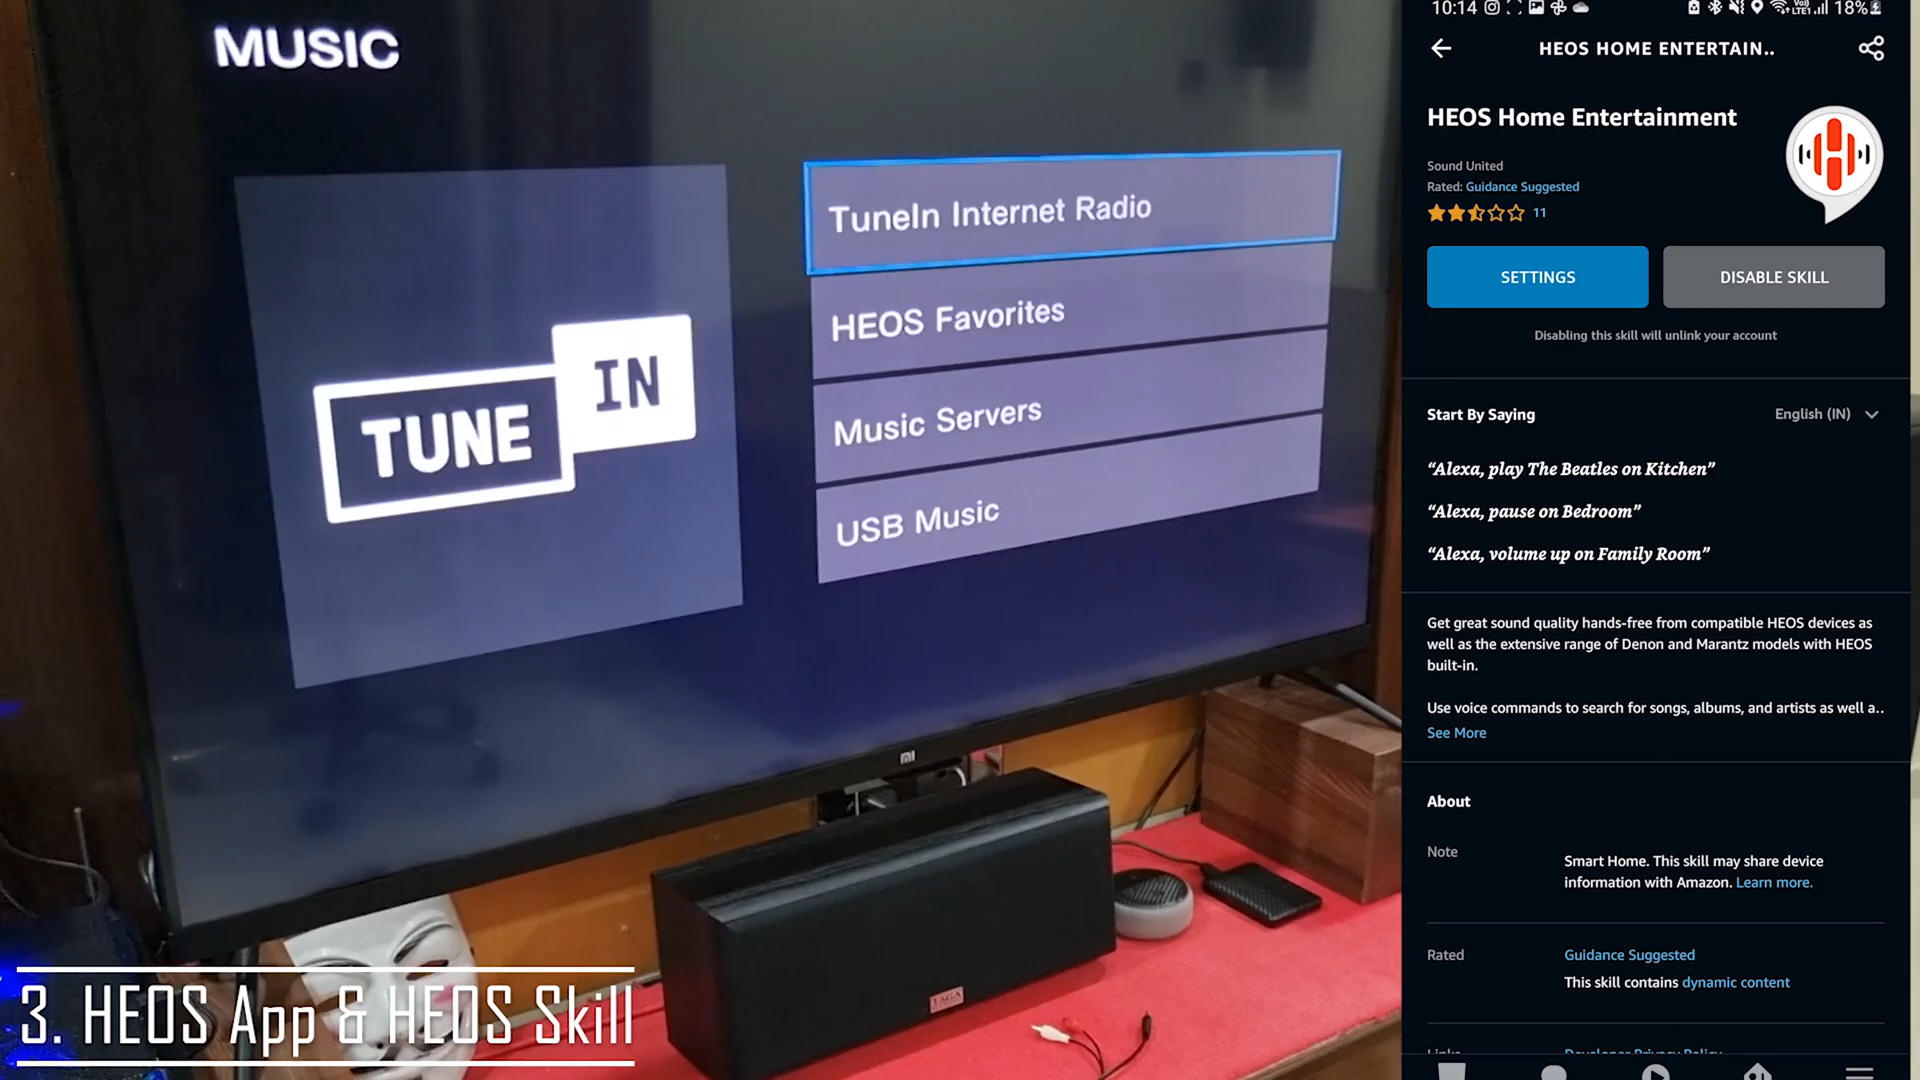 MUSIC
TUNE IN
TuneIn Internet Radio
HEOS Favorites
Music Servers
USB Music
mi
TAGA
3. HEOS App & HEOS Skill
10:14
18%
HEOS HOME ENTERTAIN..
HEOS Home Entertainment
Sound United
Rated: Guidance Suggested
11
SETTINGS
DISABLE SKILL
Disabling this skill will unlink your account
Start By Saying
English (IN)
“Alexa, play The Beatles on Kitchen”
“Alexa, pause on Bedroom”
“Alexa, volume up on Family Room”
Get great sound quality hands-free from compatible HEOS devices as
well as the extensive range of Denon and Marantz models with HEOS
built-in.
Use voice commands to search for songs, albums, and artists as well a..
See More
About
Note
Smart Home. This skill may share device
information with Amazon. Learn more.
Rated
Guidance Suggested
This skill contains dynamic content
Links
Developer Privacy Policy